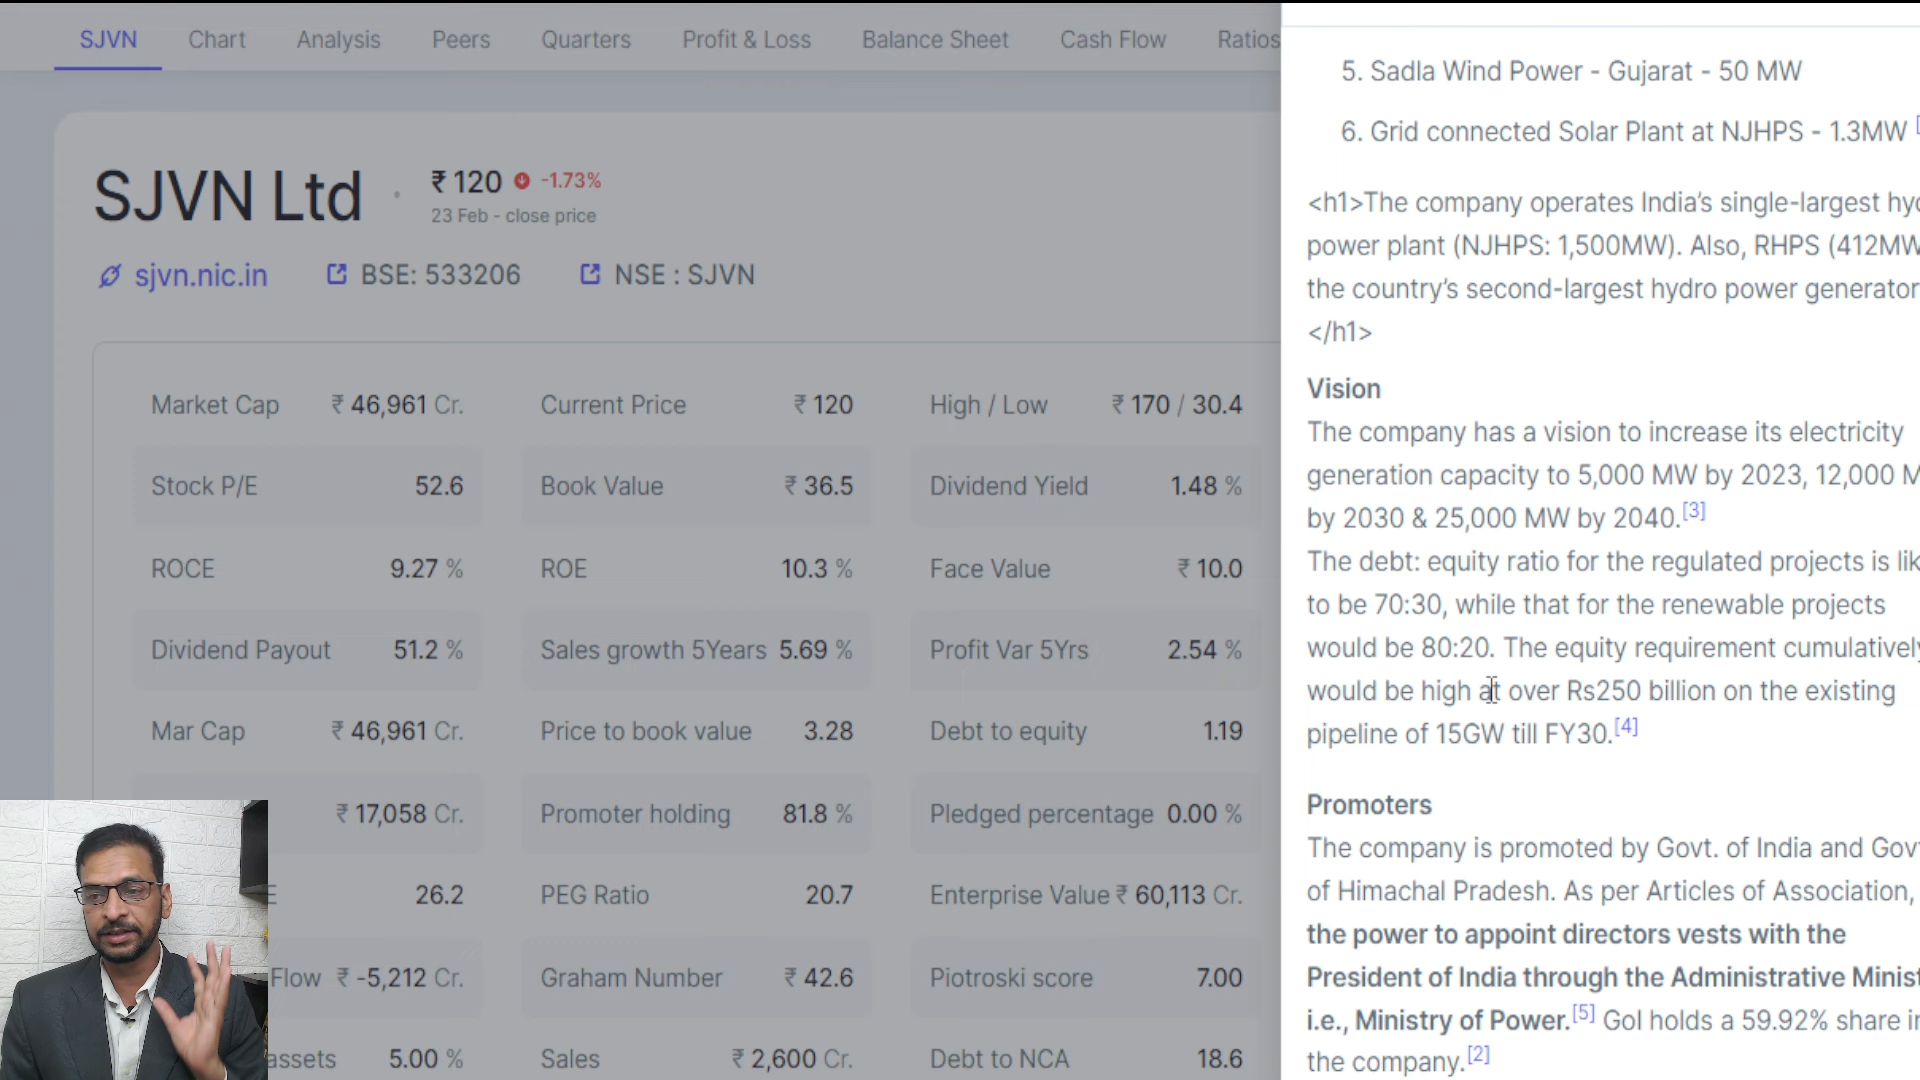 SJVN Chart Analysis Peers Quarters Profit & Loss Balance Sheet Cash Flow Ratios
SJVN Ltd
₹ 120 -1.73%
23 Feb - close price
sjvn.nic.in BSE: 533206 NSE : SJVN
Market Cap ₹ 46,961 Cr. Current Price ₹ 120 High / Low ₹ 170 / 30.4
Stock P/E 52.6 Book Value ₹ 36.5 Dividend Yield 1.48 %
ROCE 9.27 % ROE 10.3 % Face Value ₹ 10.0
Dividend Payout 51.2 % Sales growth 5Years 5.69 % Profit Var 5Yrs 2.54 %
Mar Cap ₹ 46,961 Cr. Price to book value 3.28 Debt to equity 1.19
₹ 17,058 Cr. Promoter holding 81.8 % Pledged percentage 0.00 %
E 26.2 PEG Ratio 20.7 Enterprise Value ₹ 60,113 Cr.
Flow ₹ -5,212 Cr. Graham Number ₹ 42.6 Piotroski score 7.00
assets 5.00 % Sales ₹ 2,600 Cr. Debt to NCA 18.6
5. Sadla Wind Power - Gujarat - 50 MW
6. Grid connected Solar Plant at NJHPS - 1.3MW [
<h1>The company operates India's single-largest hyd
power plant (NJHPS: 1,500MW). Also, RHPS (412MW
the country's second-largest hydro power generator
</h1>
Vision
The company has a vision to increase its electricity
generation capacity to 5,000 MW by 2023, 12,000 M
by 2030 & 25,000 MW by 2040.[3]
The debt: equity ratio for the regulated projects is lik
to be 70:30, while that for the renewable projects
would be 80:20. The equity requirement cumulatively
would be high at over Rs250 billion on the existing
pipeline of 15GW till FY30.[4]
Promoters
The company is promoted by Govt. of India and Gov
of Himachal Pradesh. As per Articles of Association,
the power to appoint directors vests with the
President of India through the Administrative Minist
i.e., Ministry of Power.[5] GoI holds a 59.92% share in
the company.[2]